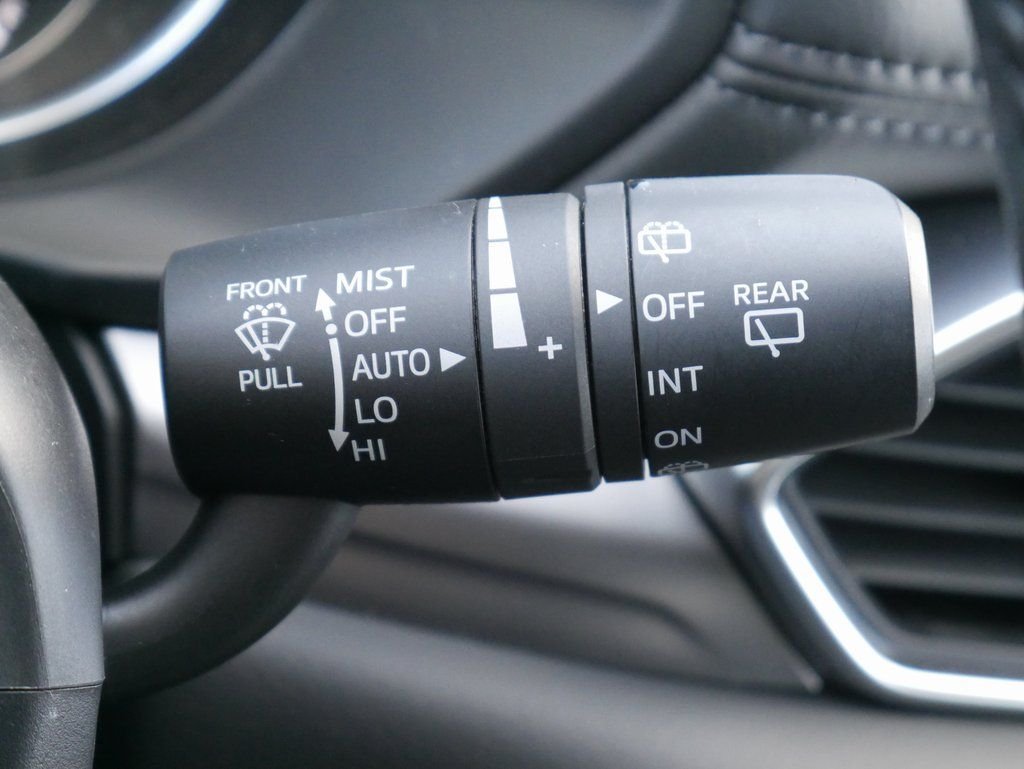 FRONT
PULL
MIST
OFF
AUTO
LO
HI
+
OFF
INT
ON
REAR